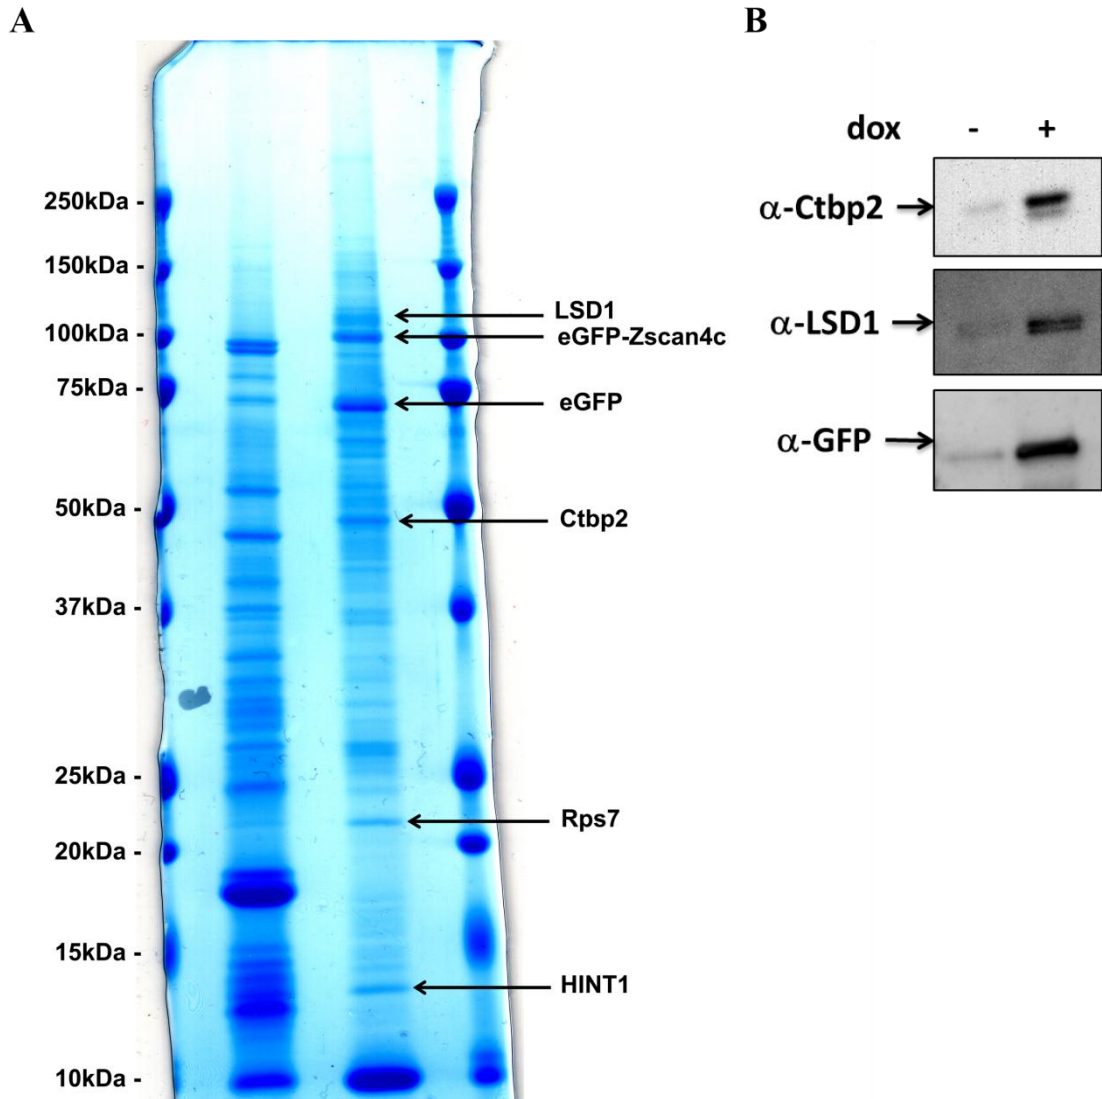 A
250kDa -
150kDa -
100kDa -
75kDa -
50kDa -
37kDa -
25kDa -
20kDa -
15kDa -
10kDa -
LSD1
eGFP-Zscan4c
eGFP
Ctbp2
Rps7
HINT1
B
dox - +
α-Ctbp2
α-LSD1
α-GFP